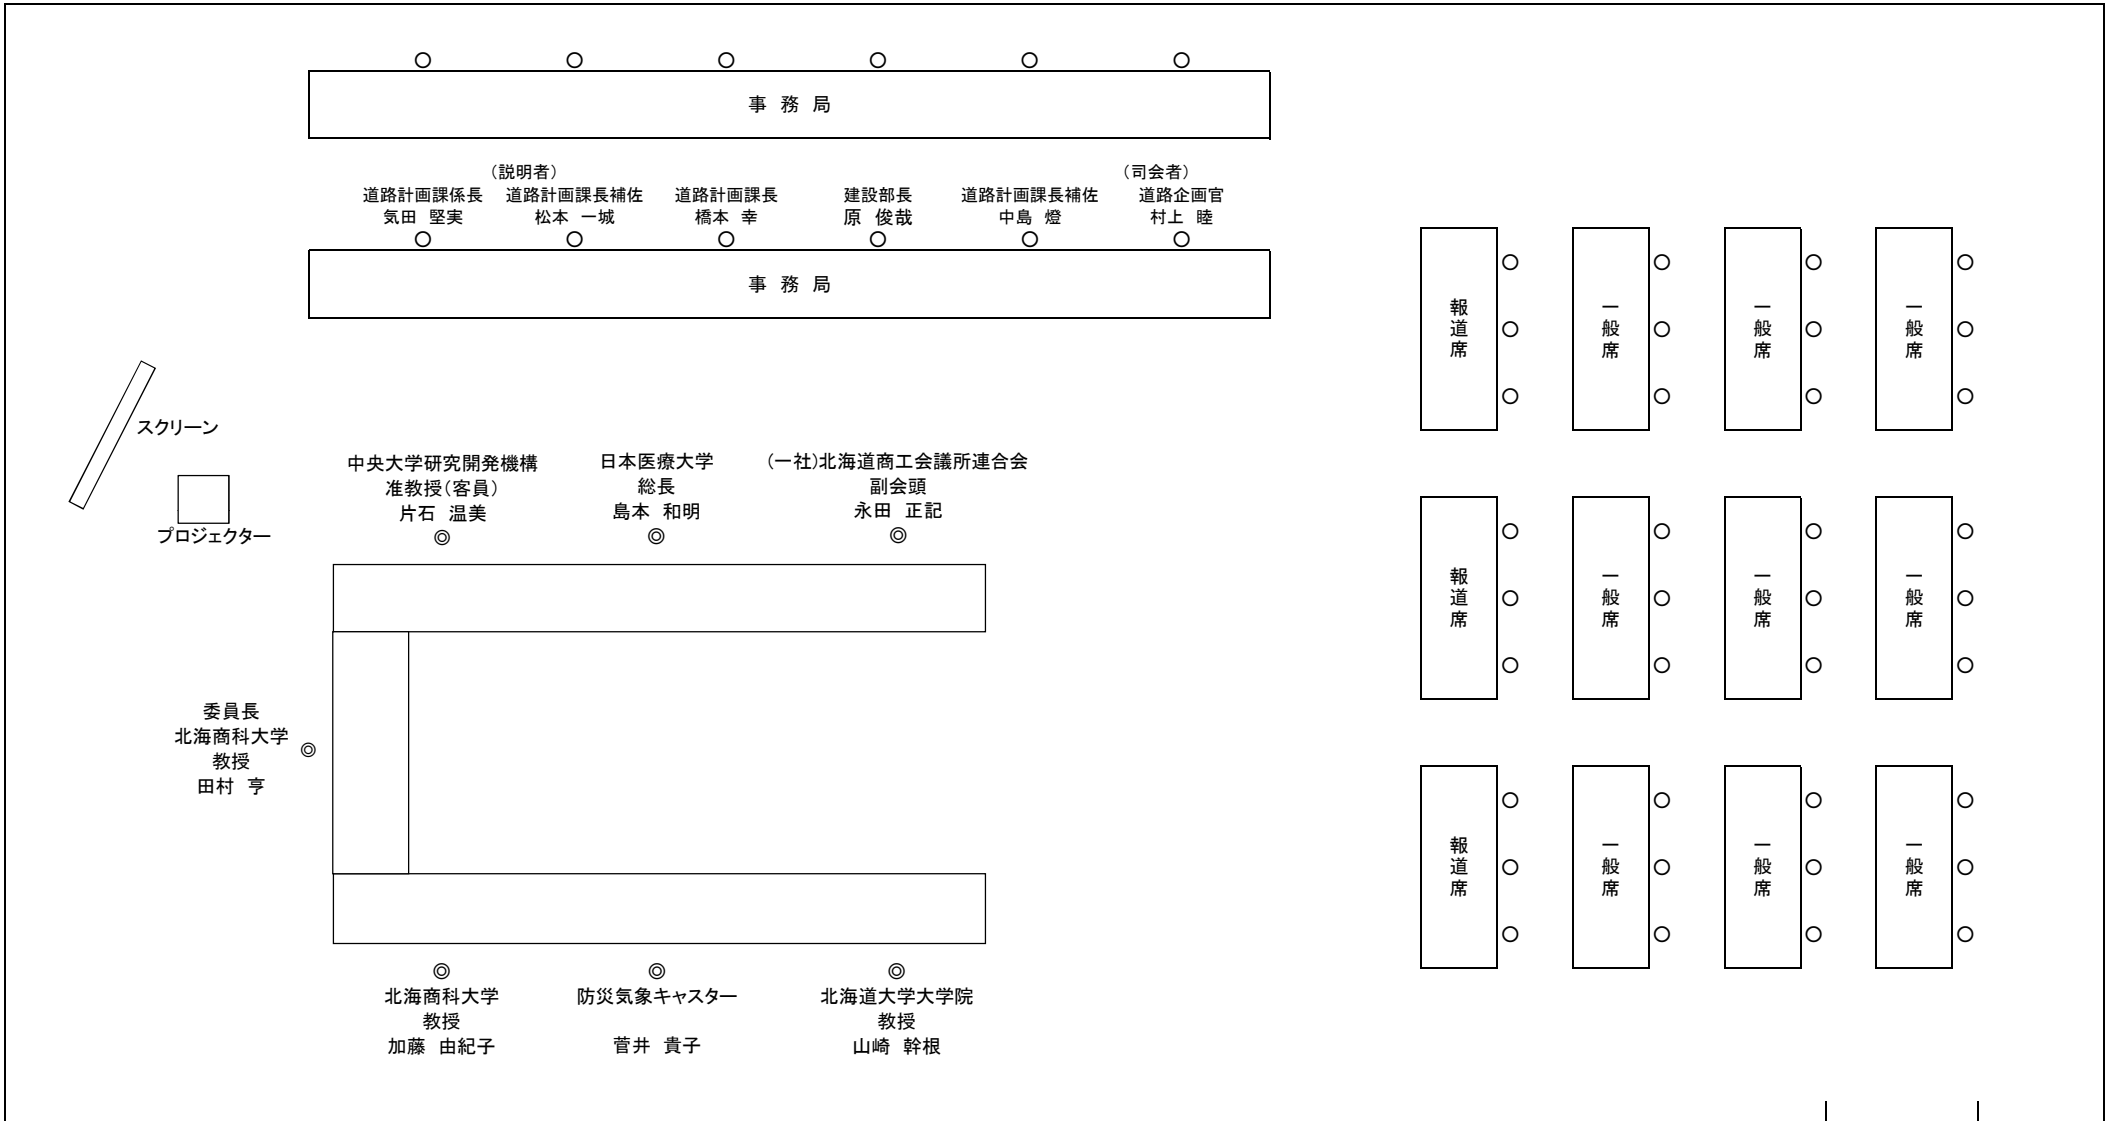 事 務 局
（説明者）
（司会者）
道路計画課係長
気田 堅実
道路計画課長補佐
松本 一城
道路計画課長
橋本 幸
建設部長
原 俊哉
道路計画課長補佐
中島 燈
道路企画官
村上 睦
事 務 局
スクリーン
プロジェクター
中央大学研究開発機構
准教授（客員）
片石 温美
日本医療大学
総長
島本 和明
（一社）北海道商工会議所連合会
副会頭
永田 正記
委員長
北海商科大学
教授
田村 亨
北海商科大学
教授
加藤 由紀子
防災気象キャスター
菅井 貴子
北海道大学大学院
教授
山崎 幹根
報道席
一般席
一般席
一般席
報道席
一般席
一般席
一般席
報道席
一般席
一般席
一般席